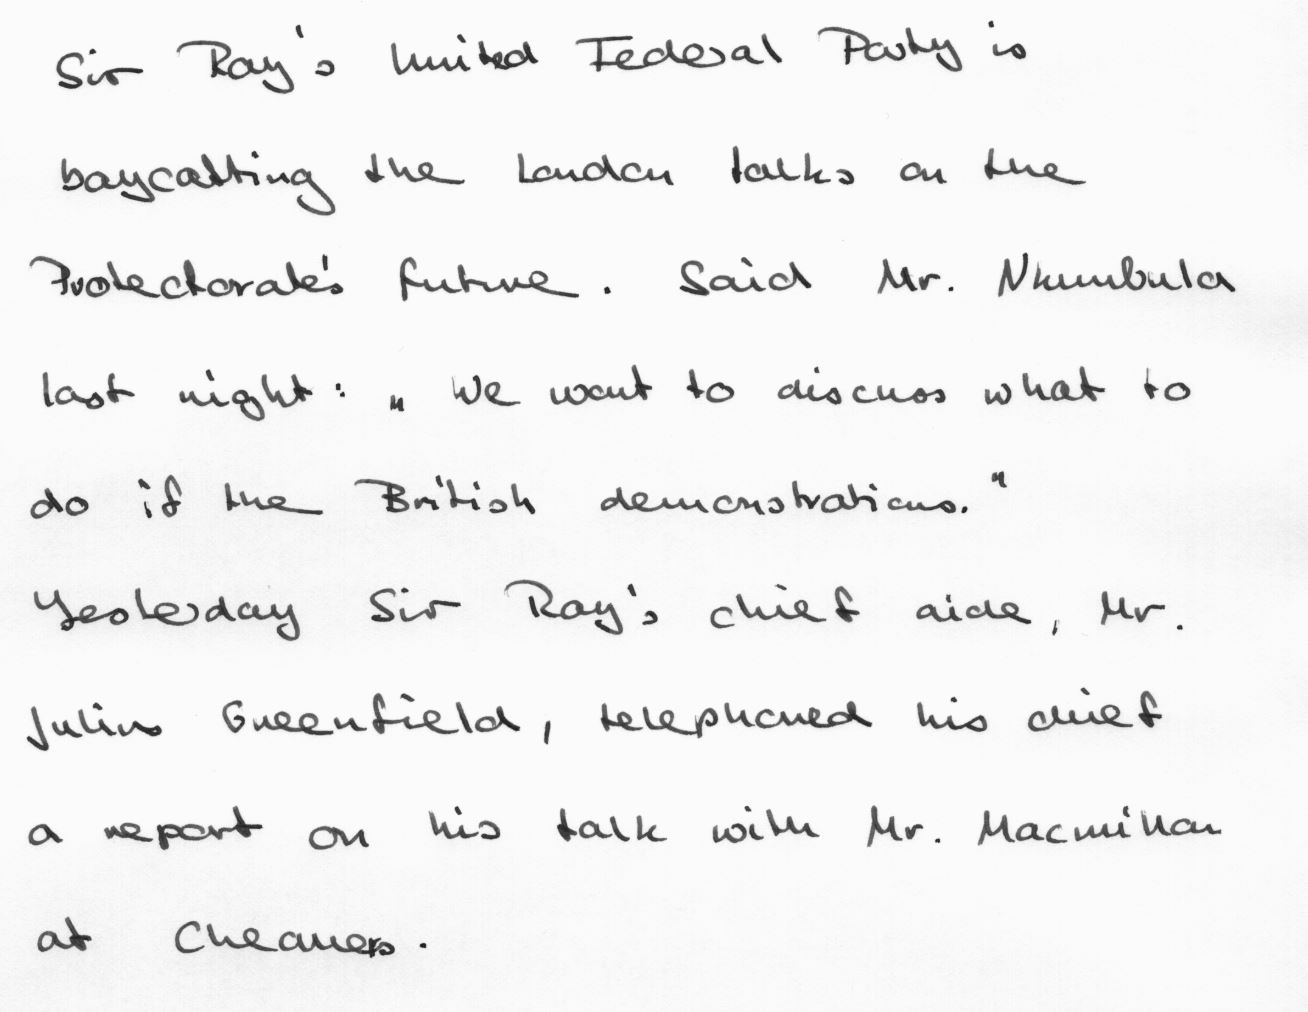 Sir Ray's United Federal Party is
boycotting the London talks on the
Protectorate's future. Said Mr. Nkumbula
last night: „We want to discuss what to
do if the British demonstrations."
Yesterday Sir Ray's chief aide, Mr.
Julius Greenfield, telephoned his chief
a report on his talk with Mr. Macmillan
at Chequers.